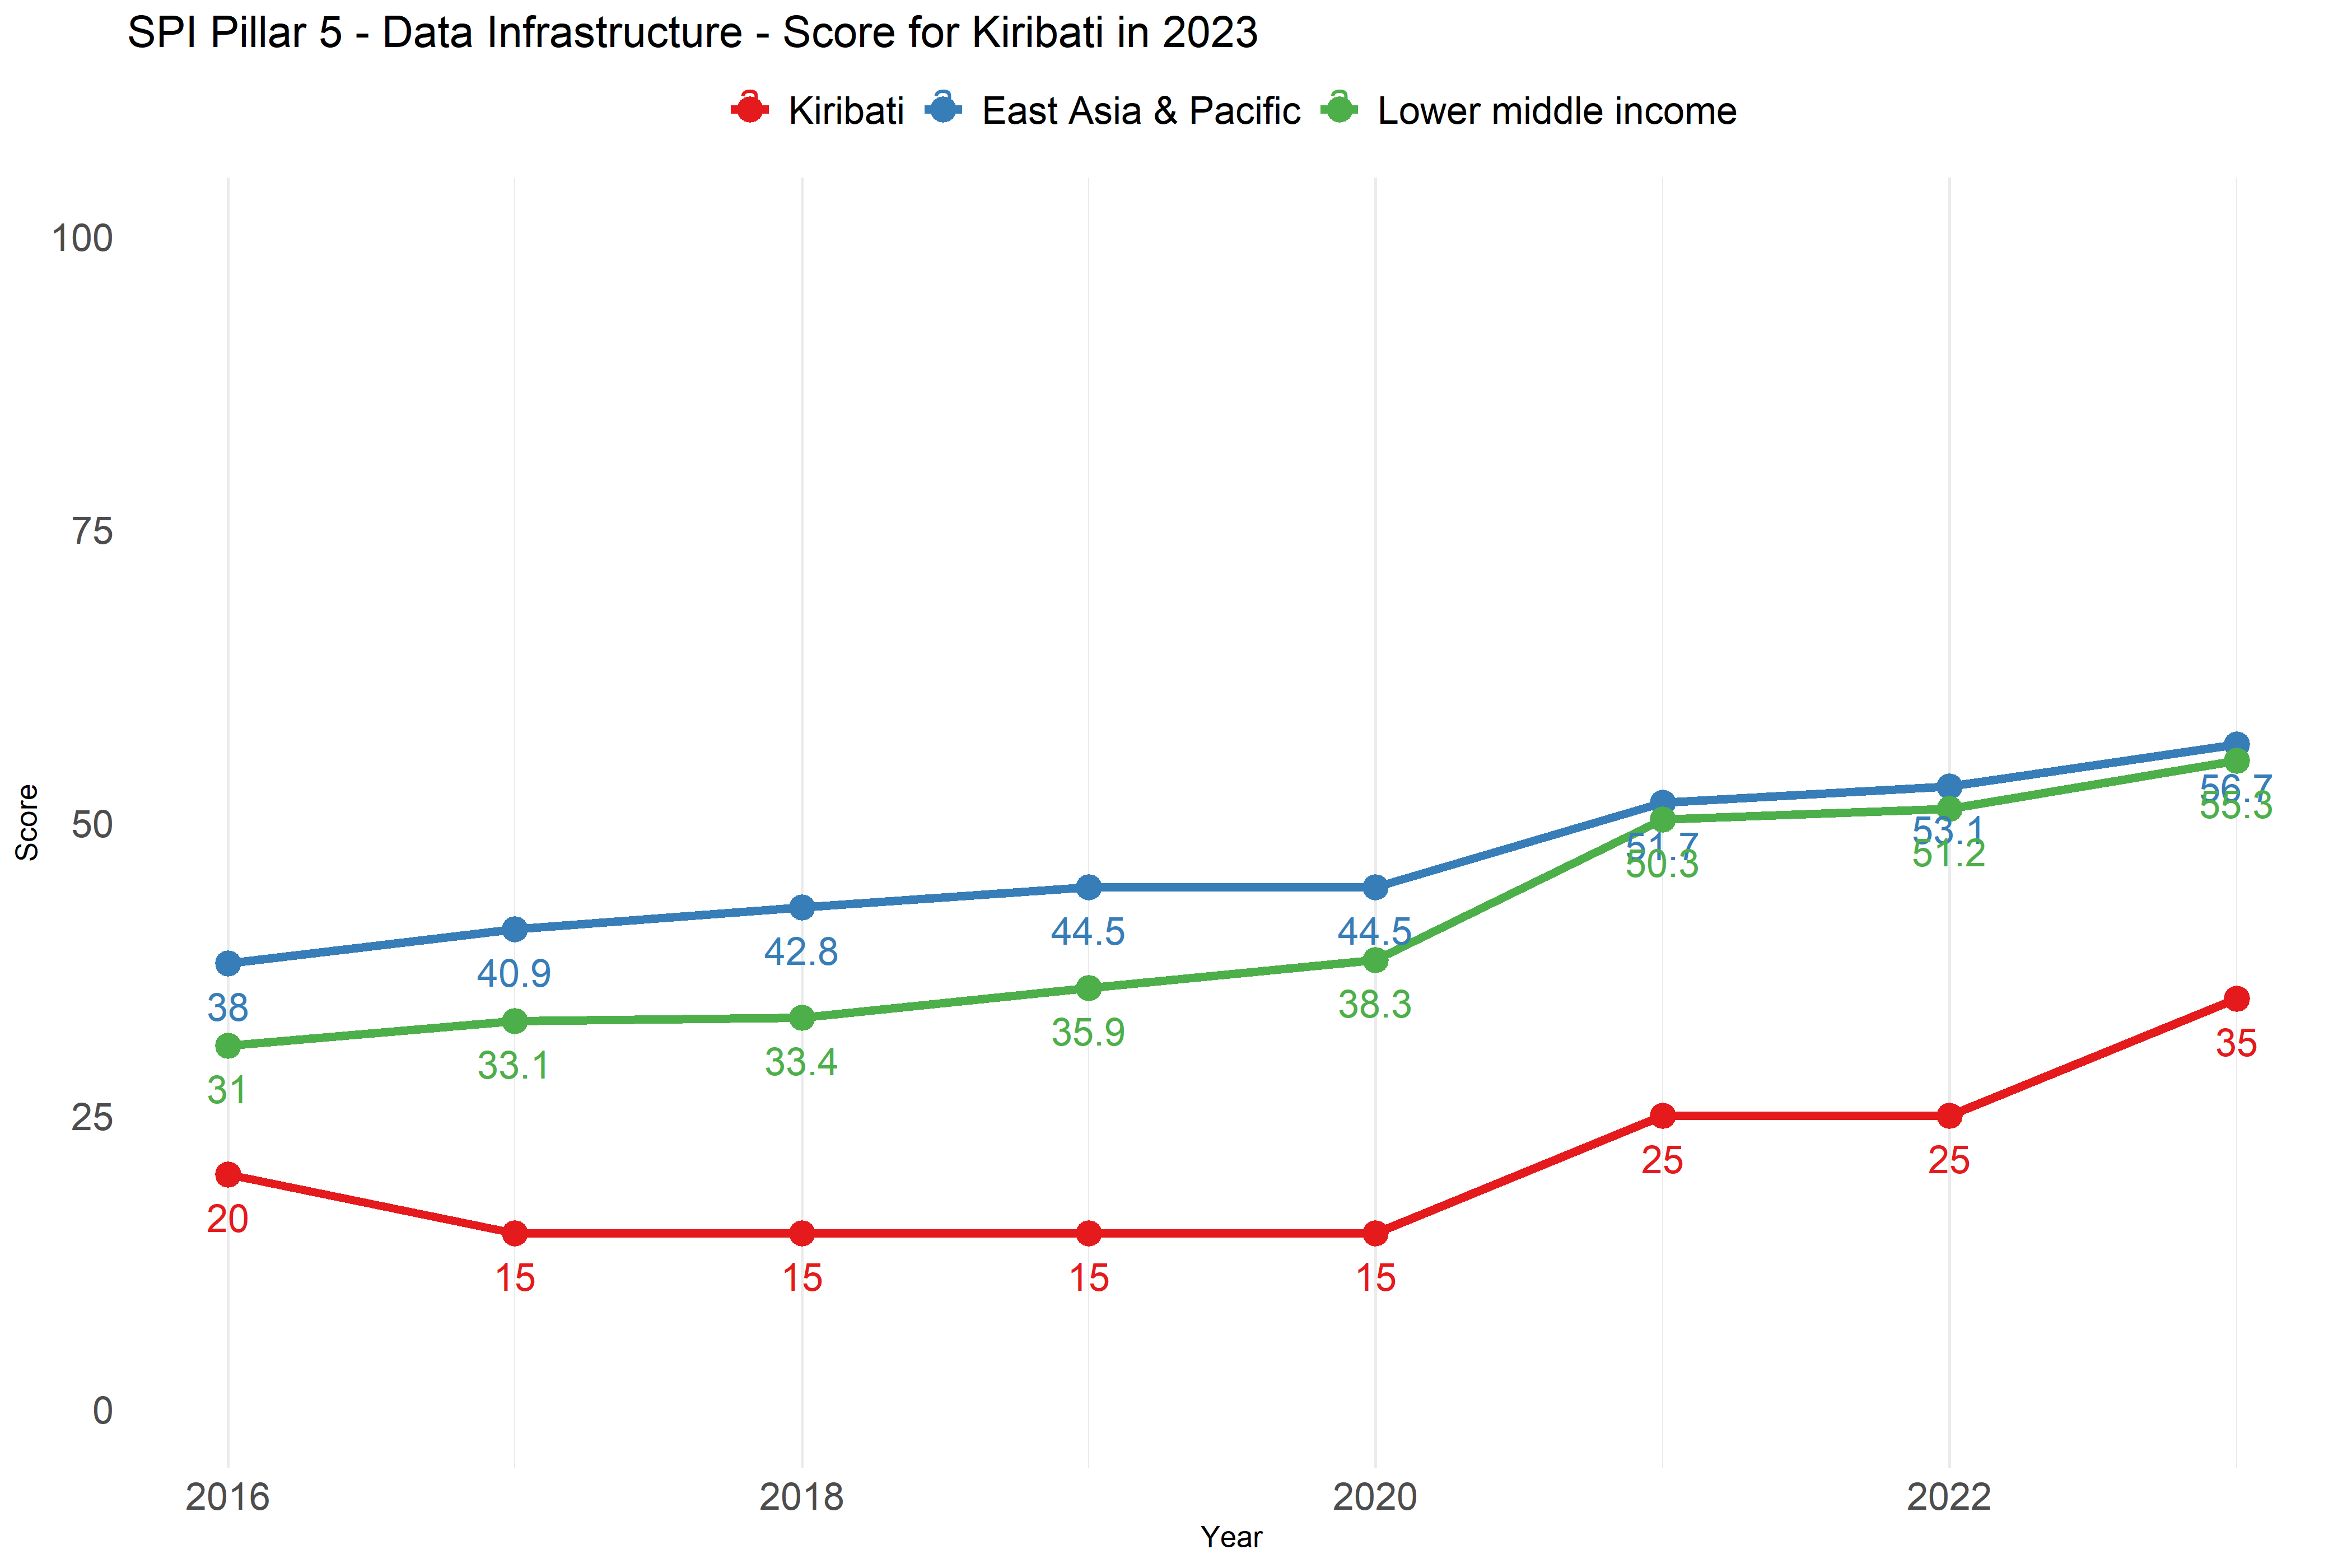 SPI Pillar 5 - Data Infrastructure - Score for Kiribati in 2023
Kiribati East Asia & Pacific Lower middle income
100
75
50
25
0
Score
38 40.9 42.8 44.5 44.5 51.7 53.1 56.7
31 33.1 33.4 35.9 38.3 50.3 51.2 55.3
20 15 15 15 15 25 25 35
2016 2018 2020 2022
Year